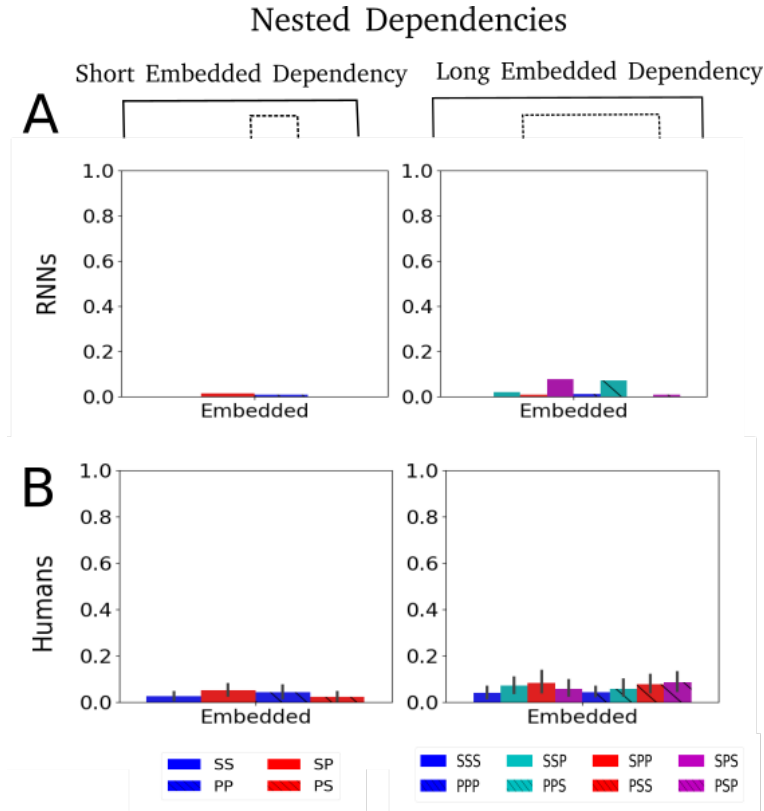 Nested Dependencies
Short Embedded Dependency
Long Embedded Dependency
A
RNNs
1.0
0.8
0.6
0.4
0.2
0.0
Embedded
1.0
0.8
0.6
0.4
0.2
0.0
Embedded
B
Humans
1.0
0.8
0.6
0.4
0.2
0.0
Embedded
1.0
0.8
0.6
0.4
0.2
0.0
Embedded
SS SP
PP PS
SSS SSP SPP SPS
PPP PPS PSS PSP